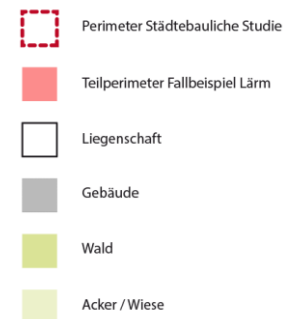 Perimeter Städtebauliche Studie
Teilperimeter Fallbeispiel Lärm
Liegenschaft
Gebäude
Wald
Acker / Wiese